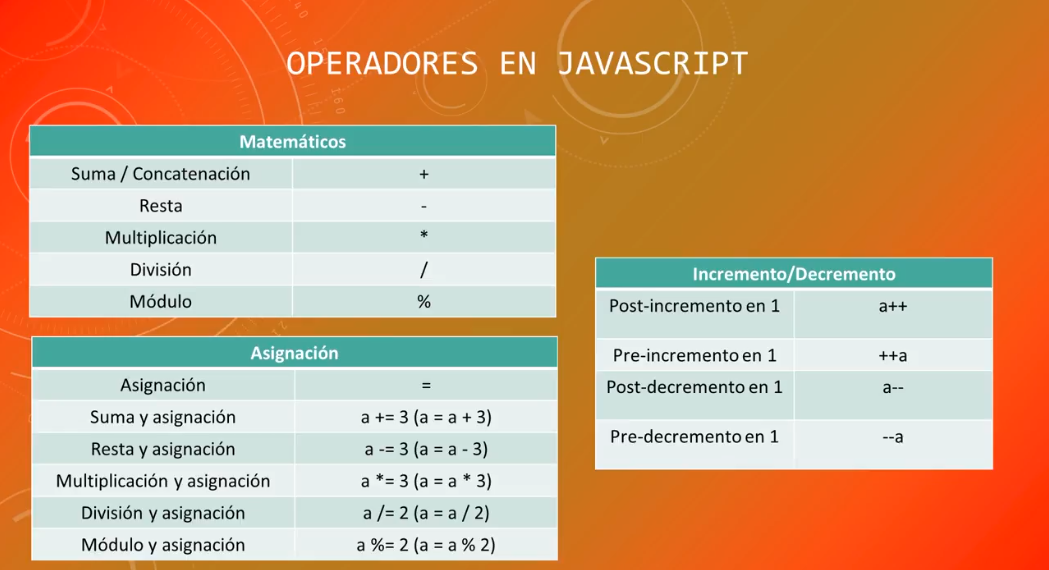 OPERADORES EN JAVASCRIPT
Matemáticos
Suma / Concatenación +
Resta -
Multiplicación *
División /
Módulo %
Asignación
Asignación =
Suma y asignación a += 3 (a = a + 3)
Resta y asignación a -= 3 (a = a - 3)
Multiplicación y asignación a *= 3 (a = a * 3)
División y asignación a /= 2 (a = a / 2)
Módulo y asignación a %= 2 (a = a % 2)
Incremento/Decremento
Post-incremento en 1 a++
Pre-incremento en 1 ++a
Post-decremento en 1 a--
Pre-decremento en 1 --a
160